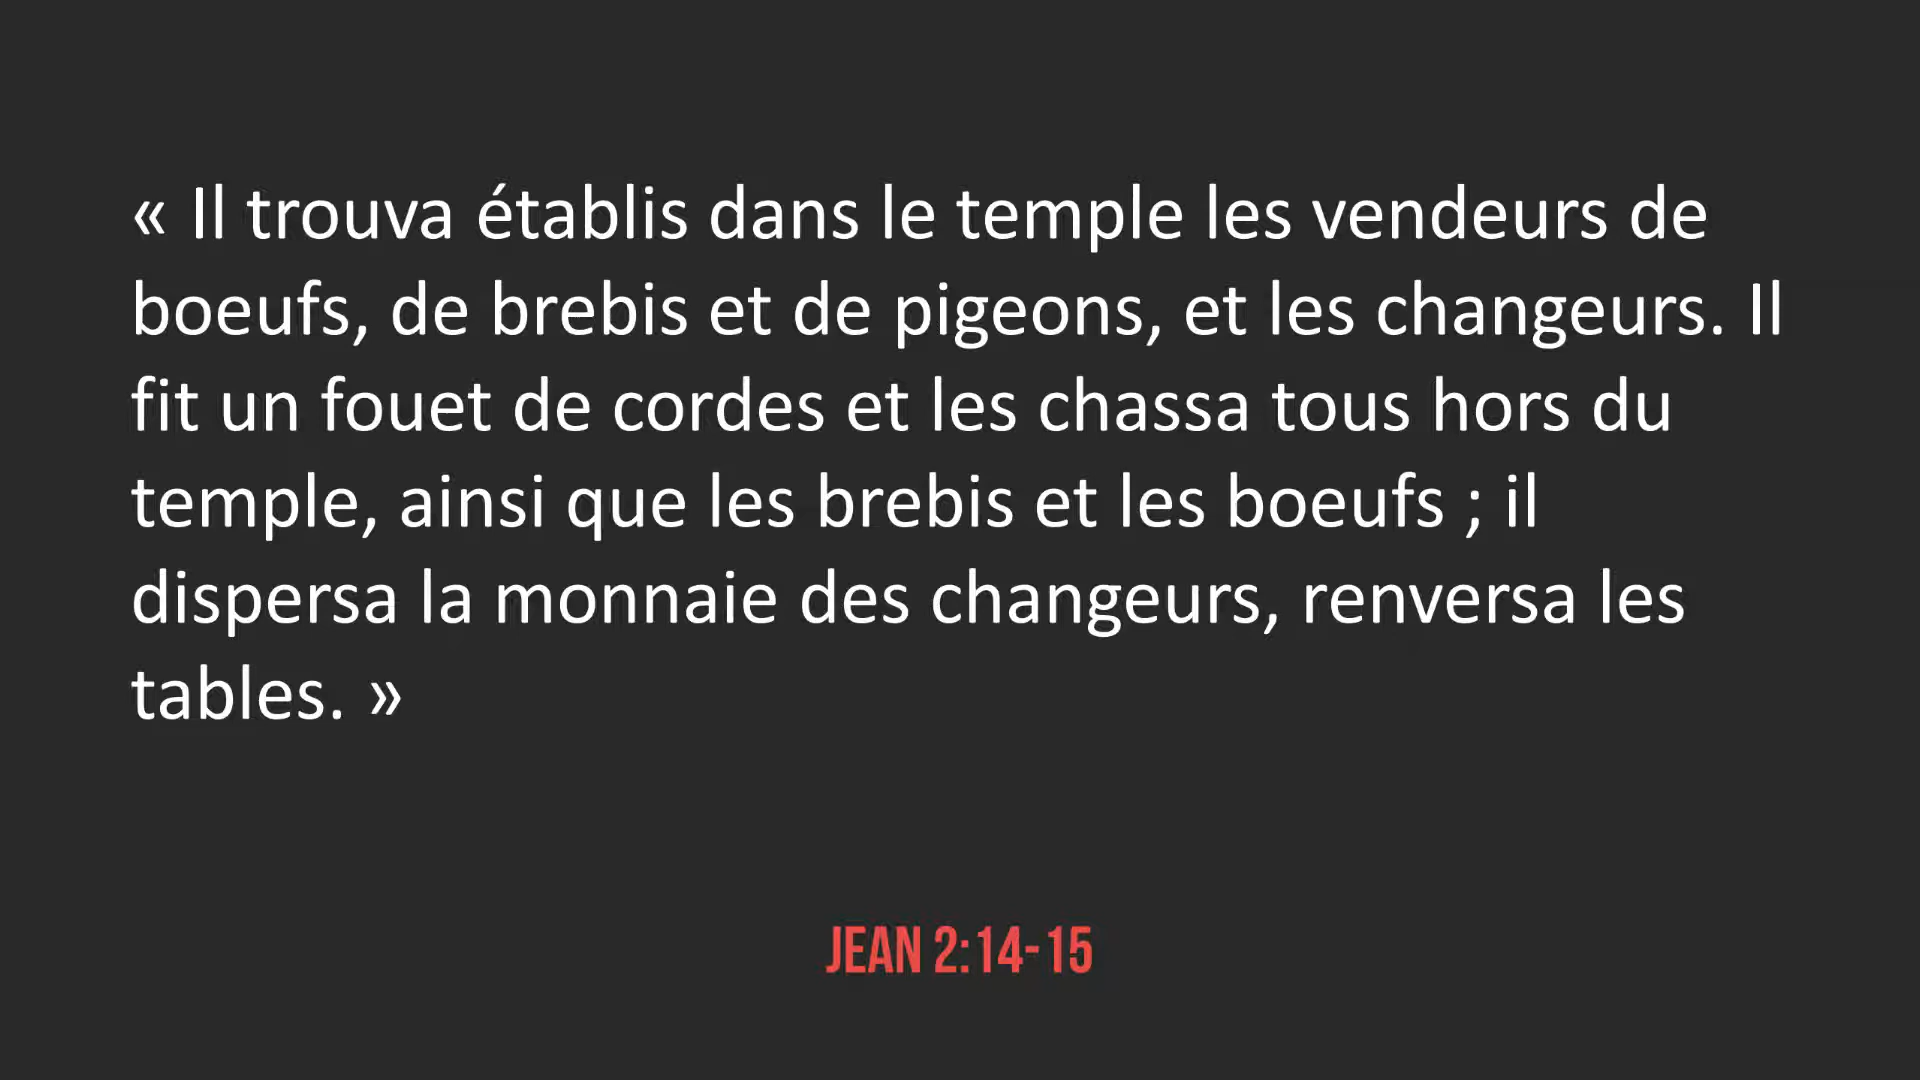 « Il trouva établis dans le temple les vendeurs de
boeufs, de brebis et de pigeons, et les changeurs. Il
fit un fouet de cordes et les chassa tous hors du
temple, ainsi que les brebis et les boeufs ; il
dispersa la monnaie des changeurs, renversa les
tables. »
JEAN 2:14-15